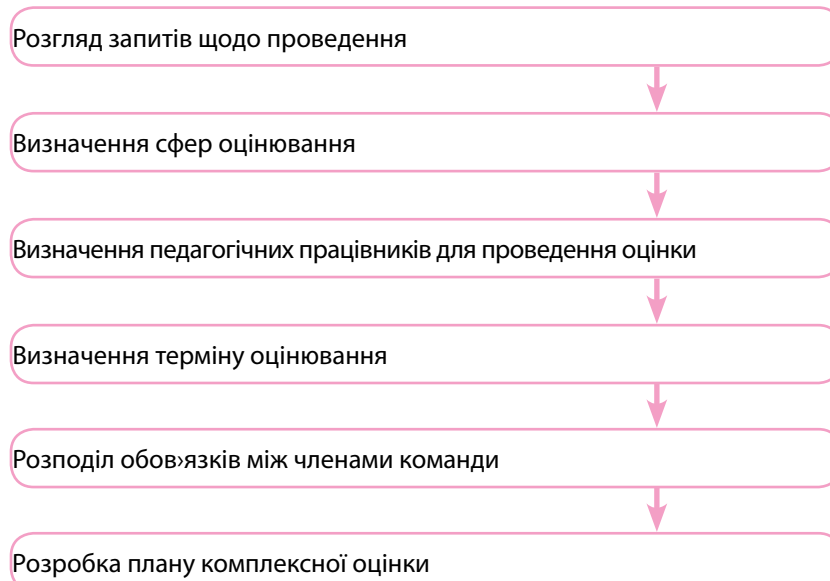 Розгляд запитів щодо проведення
Визначення сфер оцінювання
Визначення педагогічних працівників для проведення оцінки
Визначення терміну оцінювання
Розподіл обов›язків між членами команди
Розробка плану комплексної оцінки